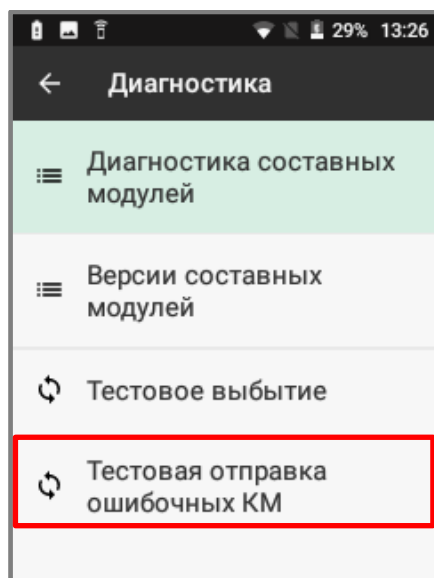 29% 13:26
Диагностика
Диагностика составных
модулей
Версии составных
модулей
Тестовое выбытие
Тестовая отправка
ошибочных КМ